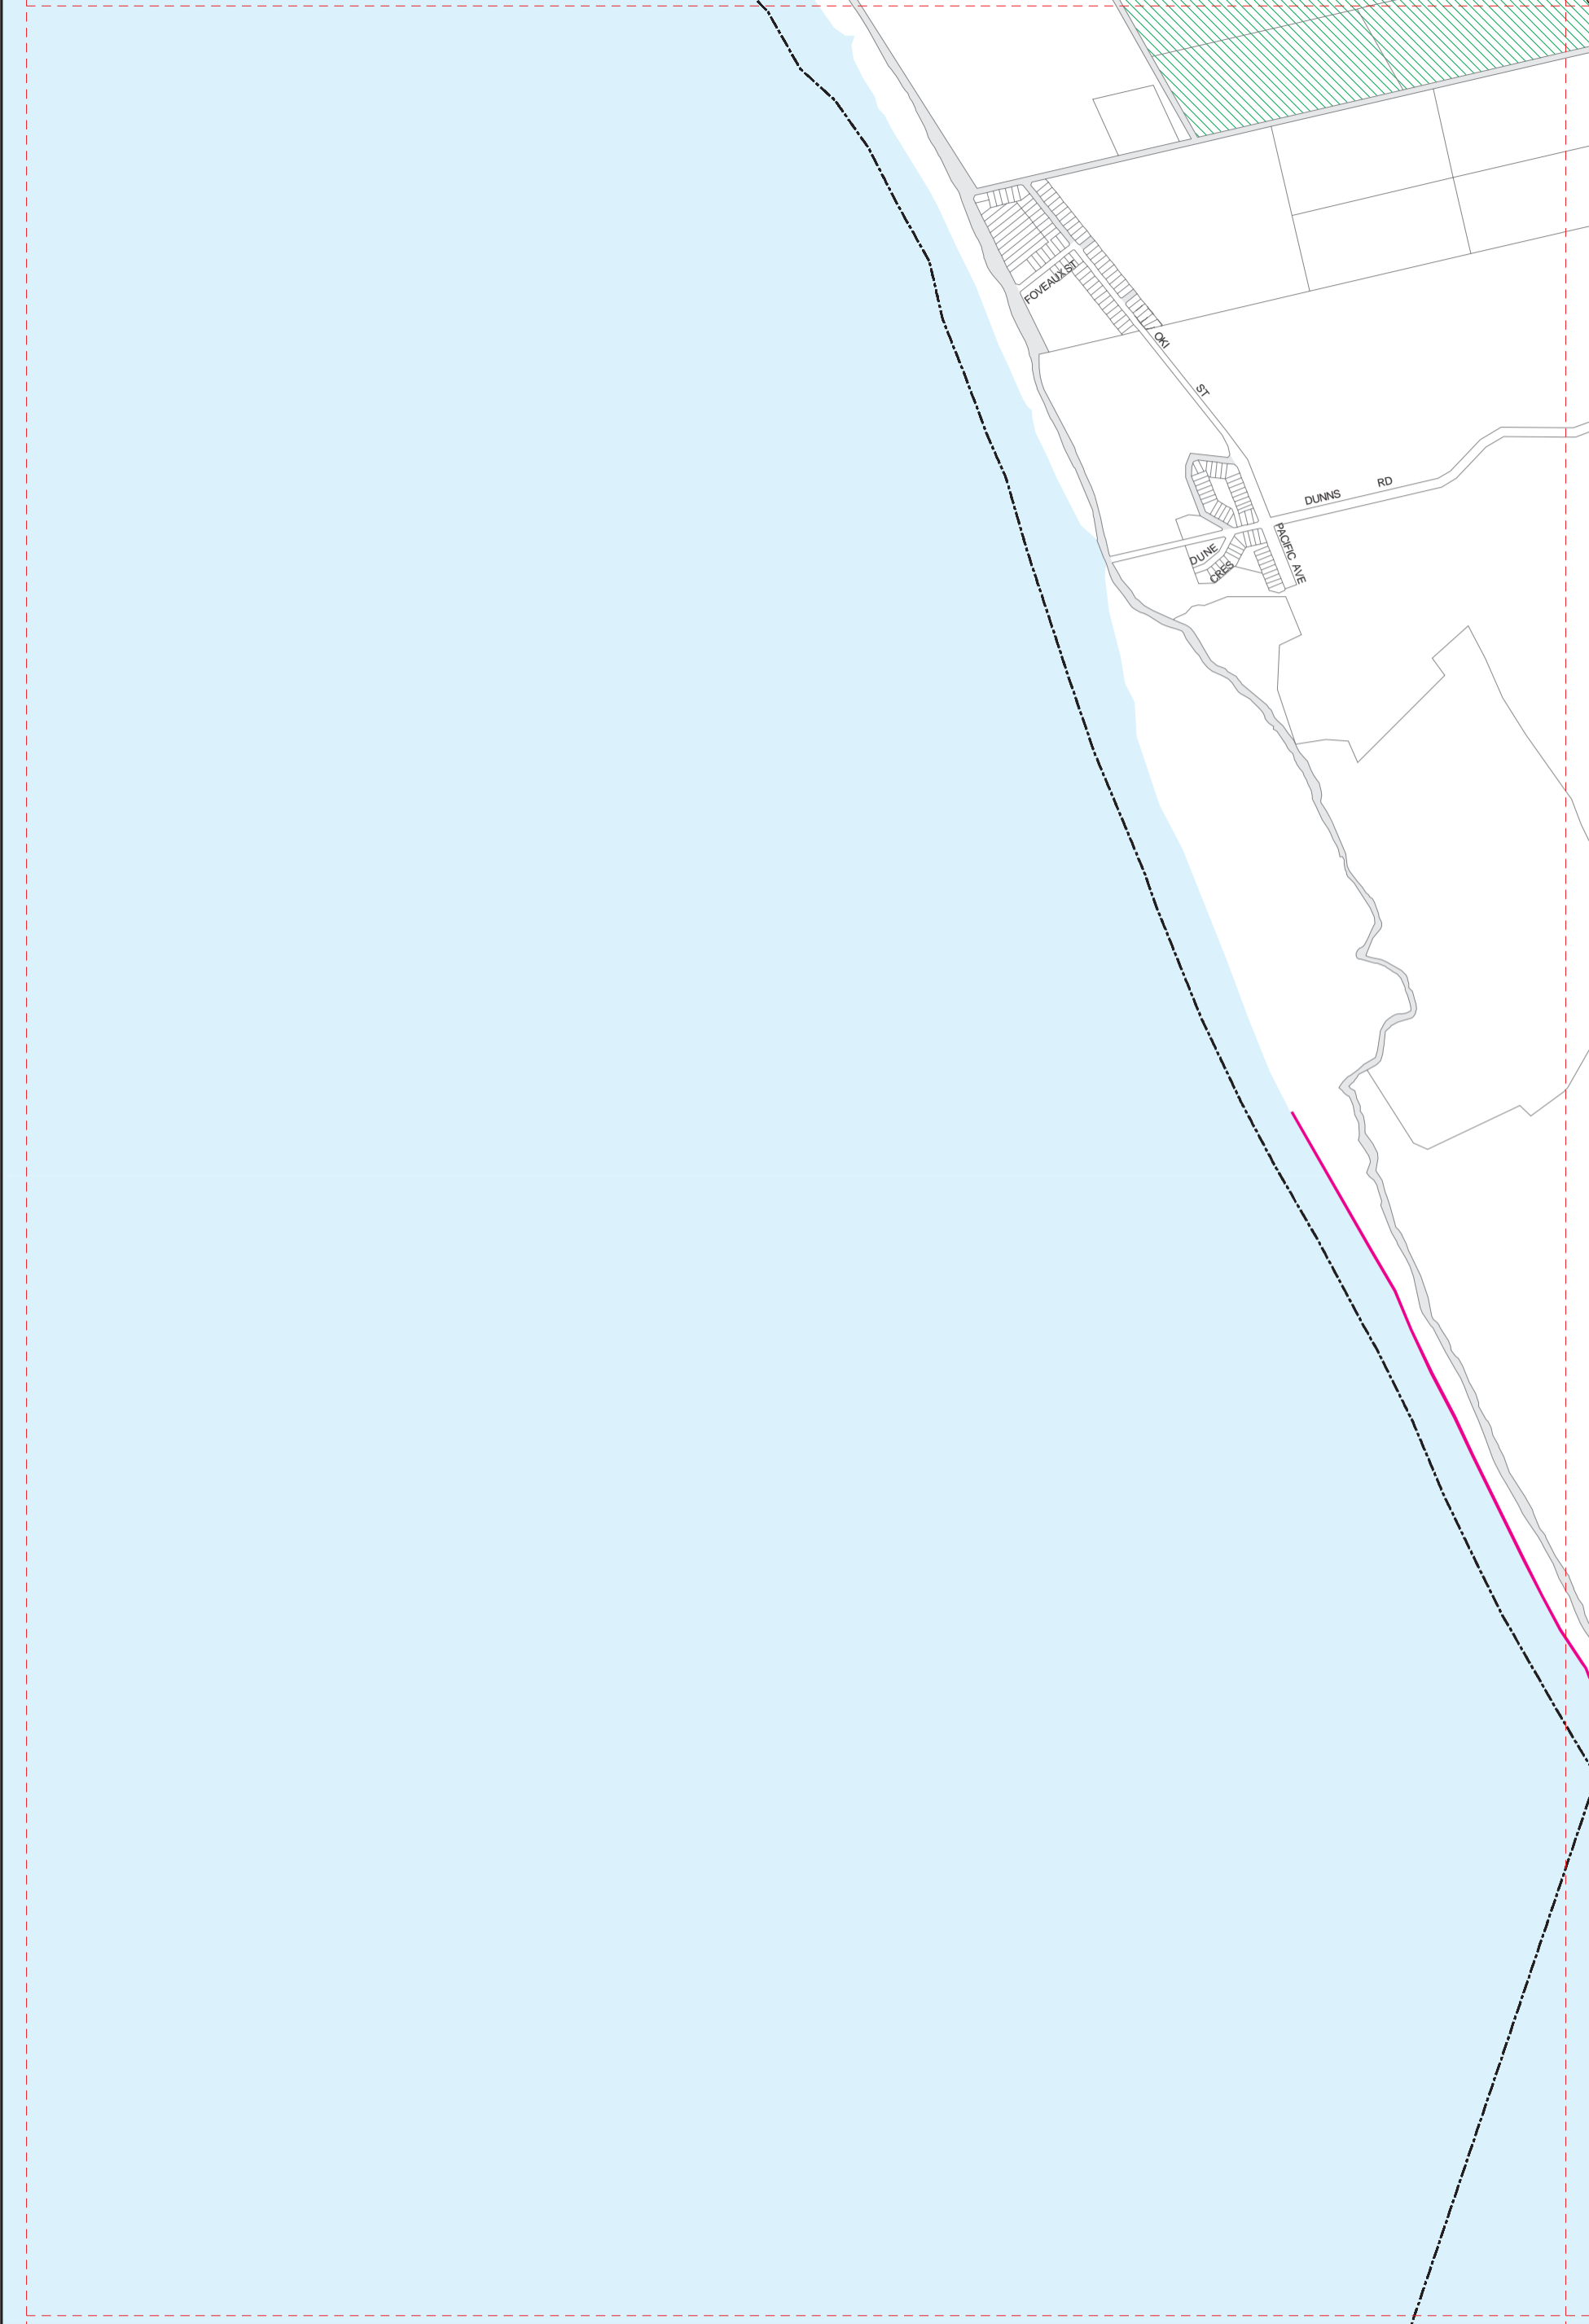 FOVEAUX ST
OKI
ST
DUNNS RD
PACIFIC AVE
DUNE
CRES